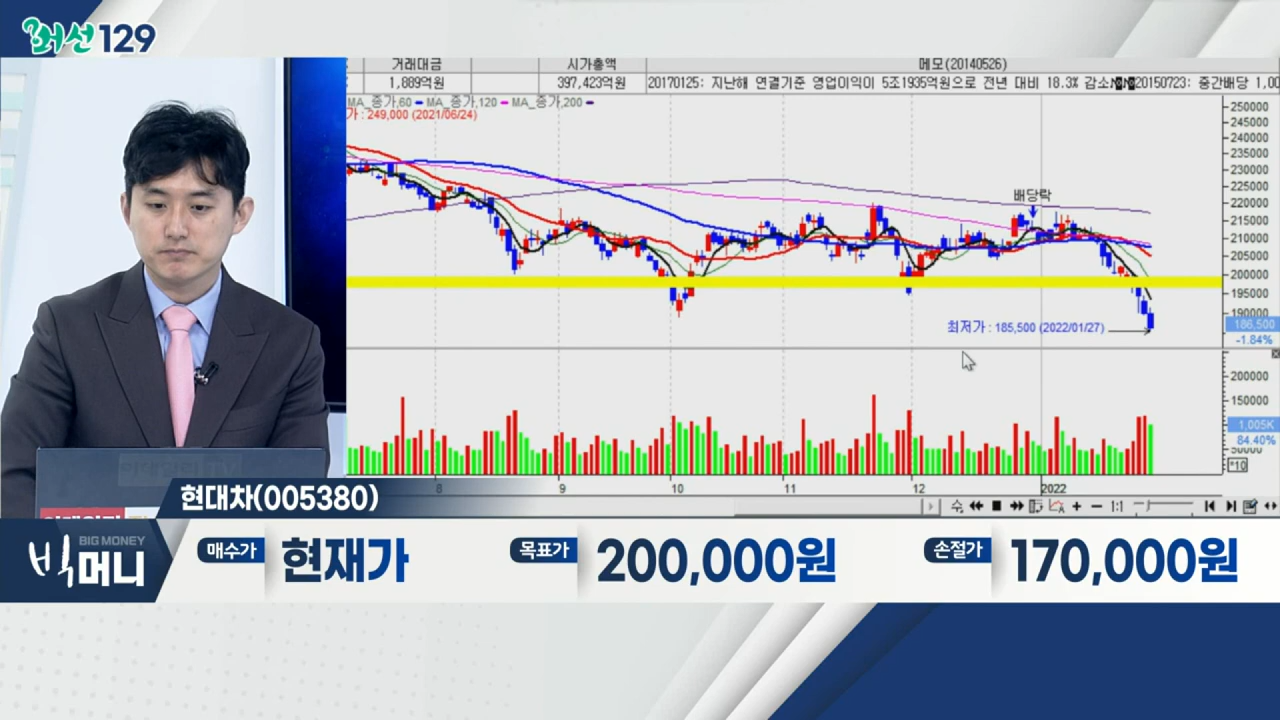 머선129
거래대금
시가총액
메모(20140526)
1,889억원
397,423억원
20170125: 지난해 연결기준 영업이익이 5조1935억원으로 전년 대비 18.3% 감소
20150723: 중간배당 1,00
MA_종가,60 MA_종가,120 MA_종가,200
가 : 249,000 (2021/06/24)
250000
245000
240000
235000
230000
225000
220000
215000
210000
205000
200000
195000
190000
186,500
-1.84%
배당락
최저가 : 185,500 (2022/01/27)
200000
150000
1,005K
84.40%
50000
*10
8
9
10
11
12
2022
1:1
현대차(005380)
BIG MONEY
빅머니
매수가
현재가
목표가
200,000원
손절가
170,000원